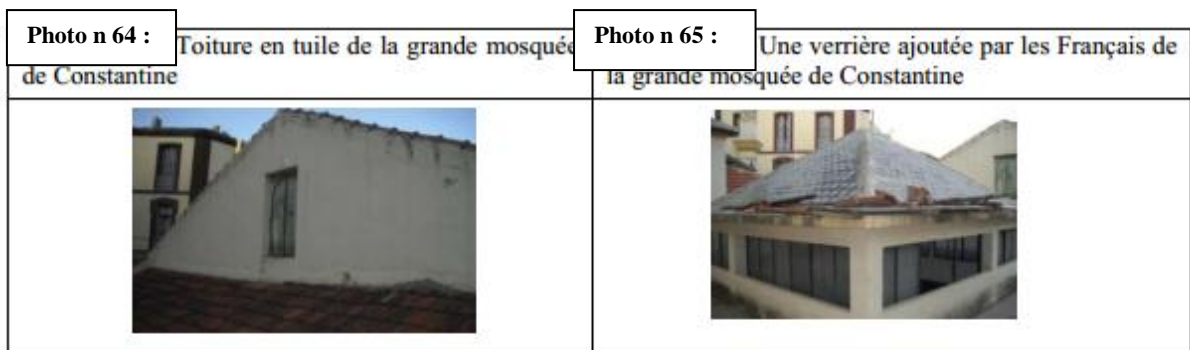 Photo n 64 : Toiture en tuile de la grande mosquée
de Constantine
Photo n 65 : Une verrière ajoutée par les Français de
la grande mosquée de Constantine